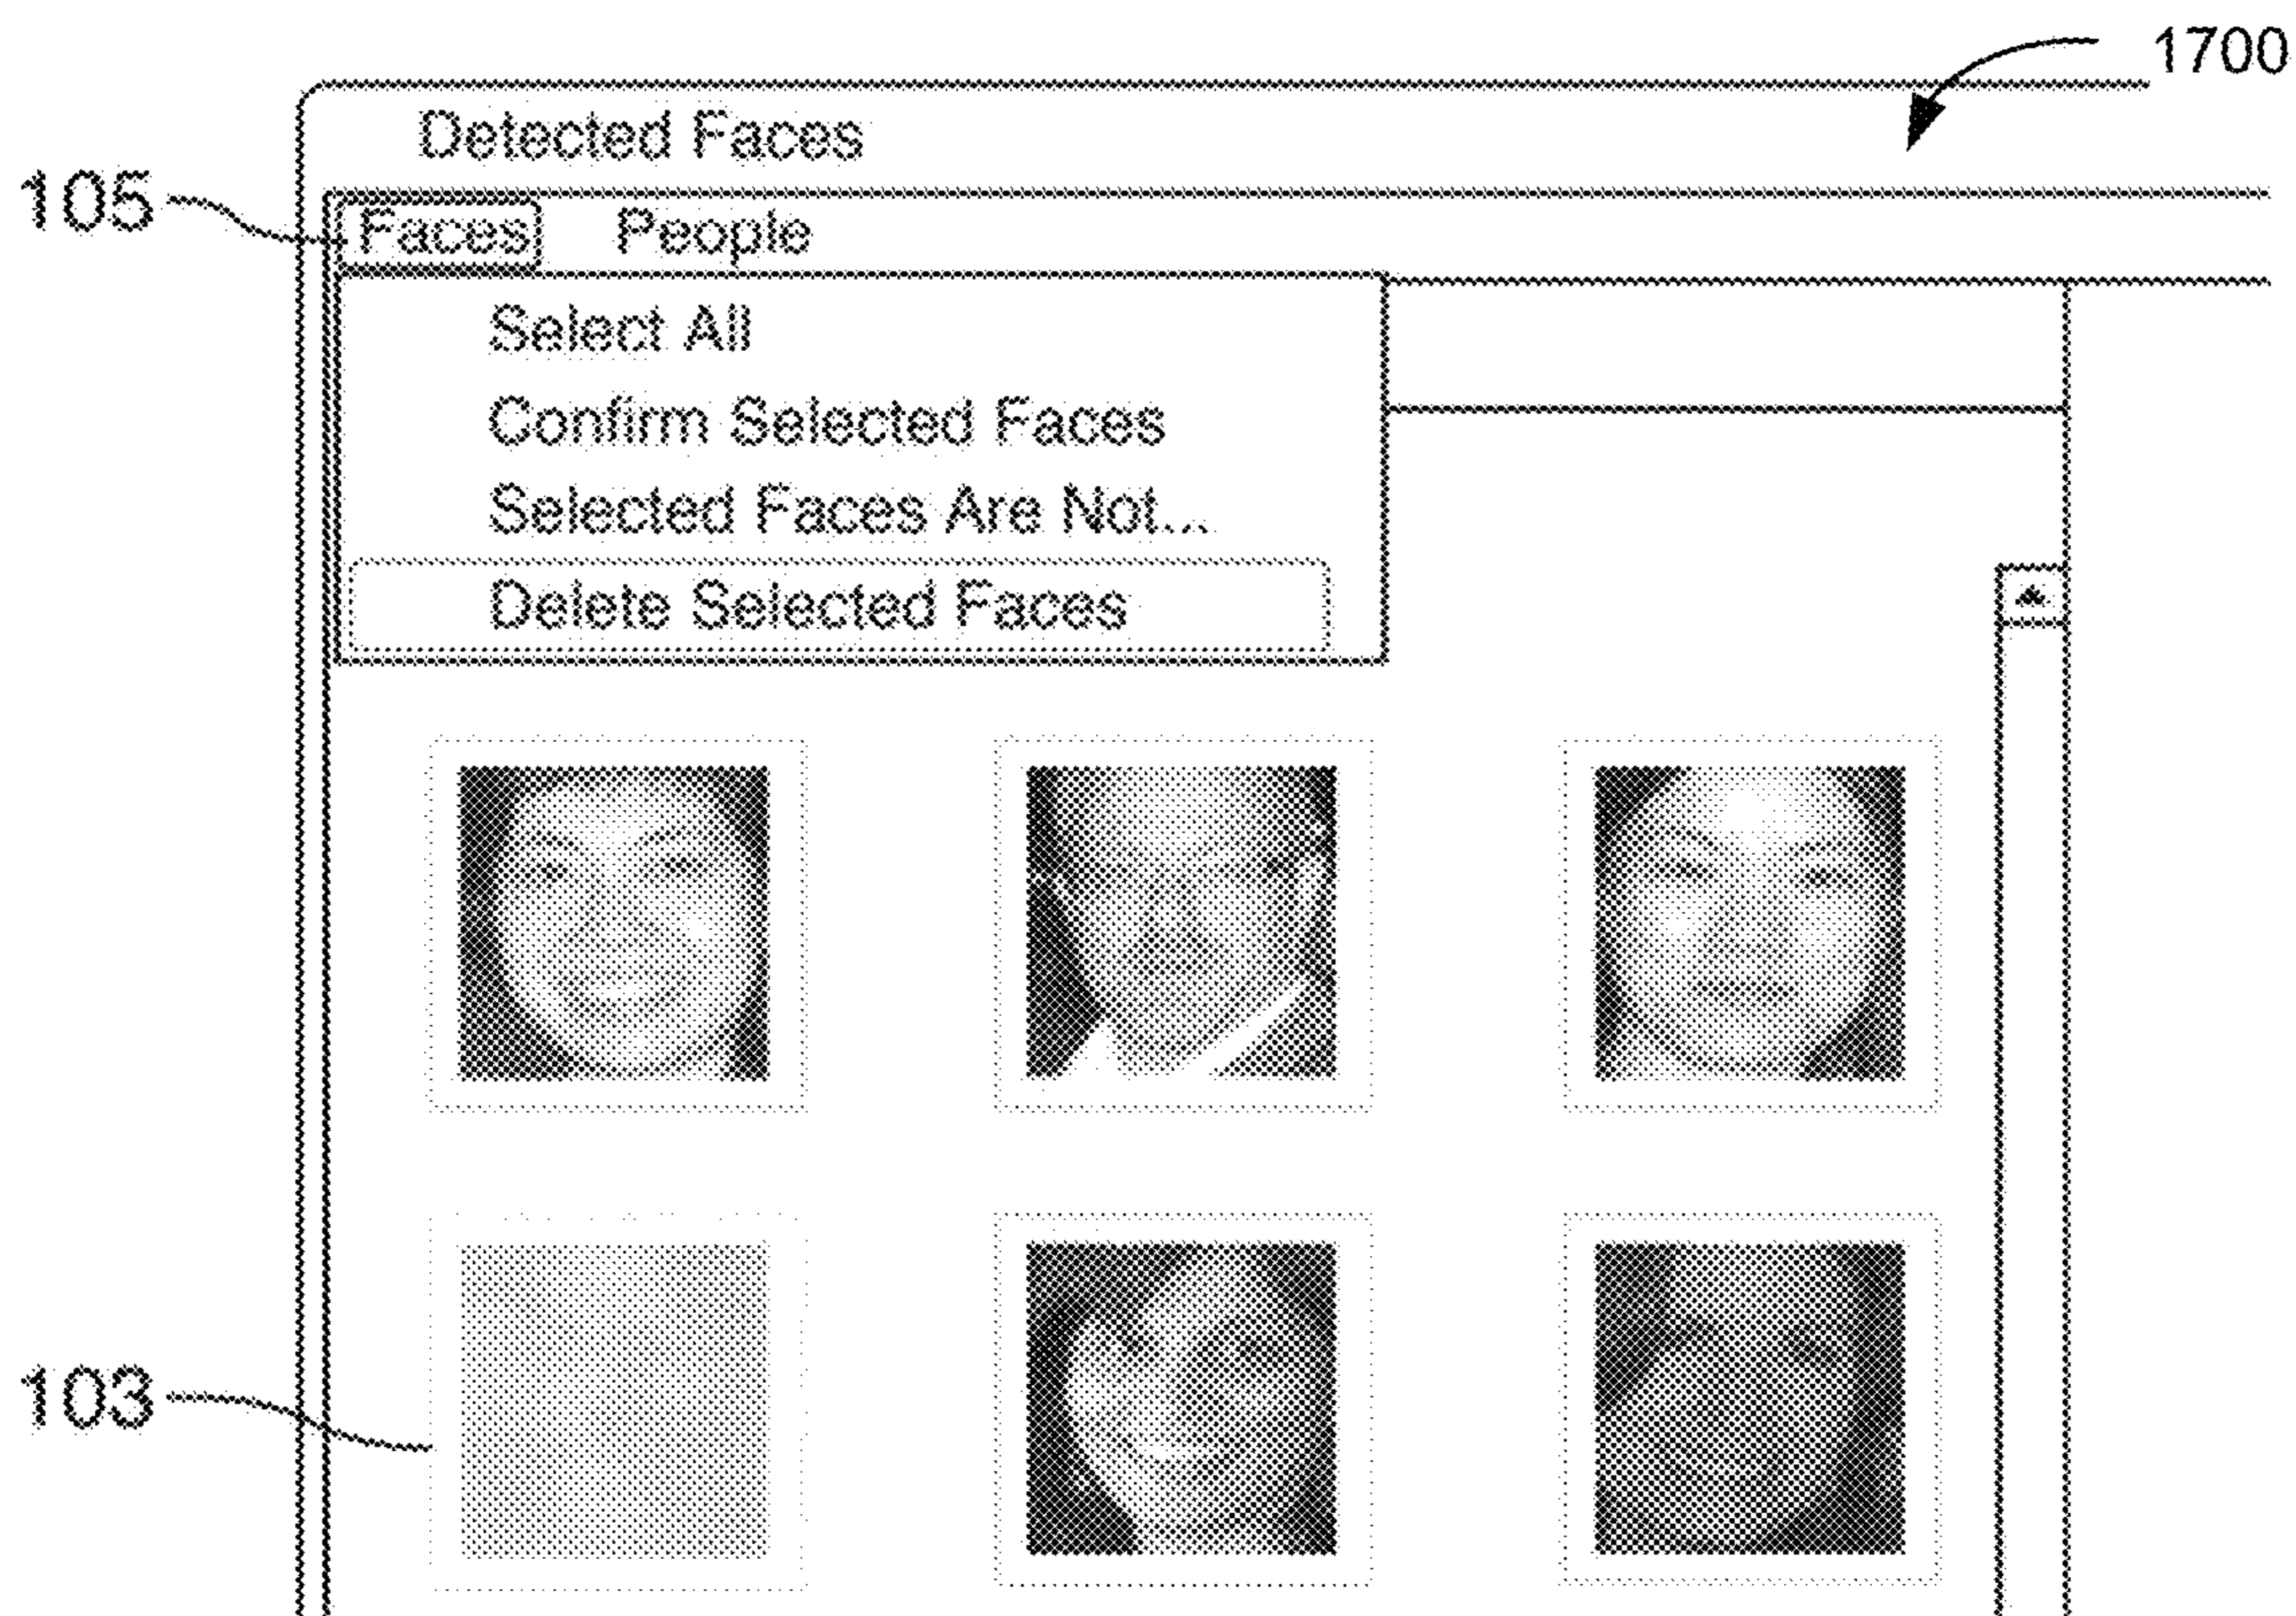 1700
Detected Faces
105
Faces People
Select All
Confirm Selected Faces
Selected Faces Are Not...
Delete Selected Faces
103